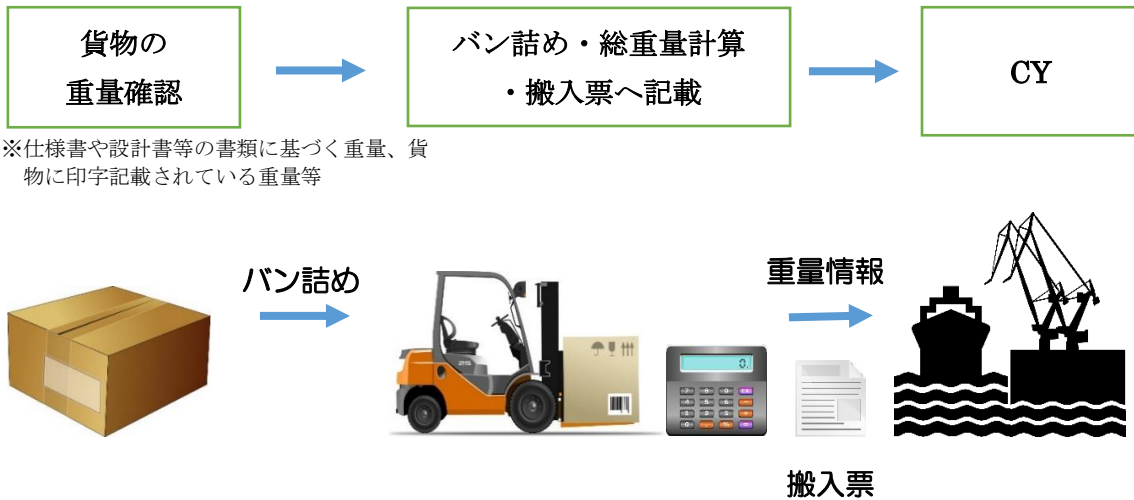 貨物の
重量確認
バン詰め・総重量計算
・搬入票へ記載
CY
※仕様書や設計書等の書類に基づく重量、貨
物に印字記載されている重量等
バン詰め
重量情報
25
0.
搬入票